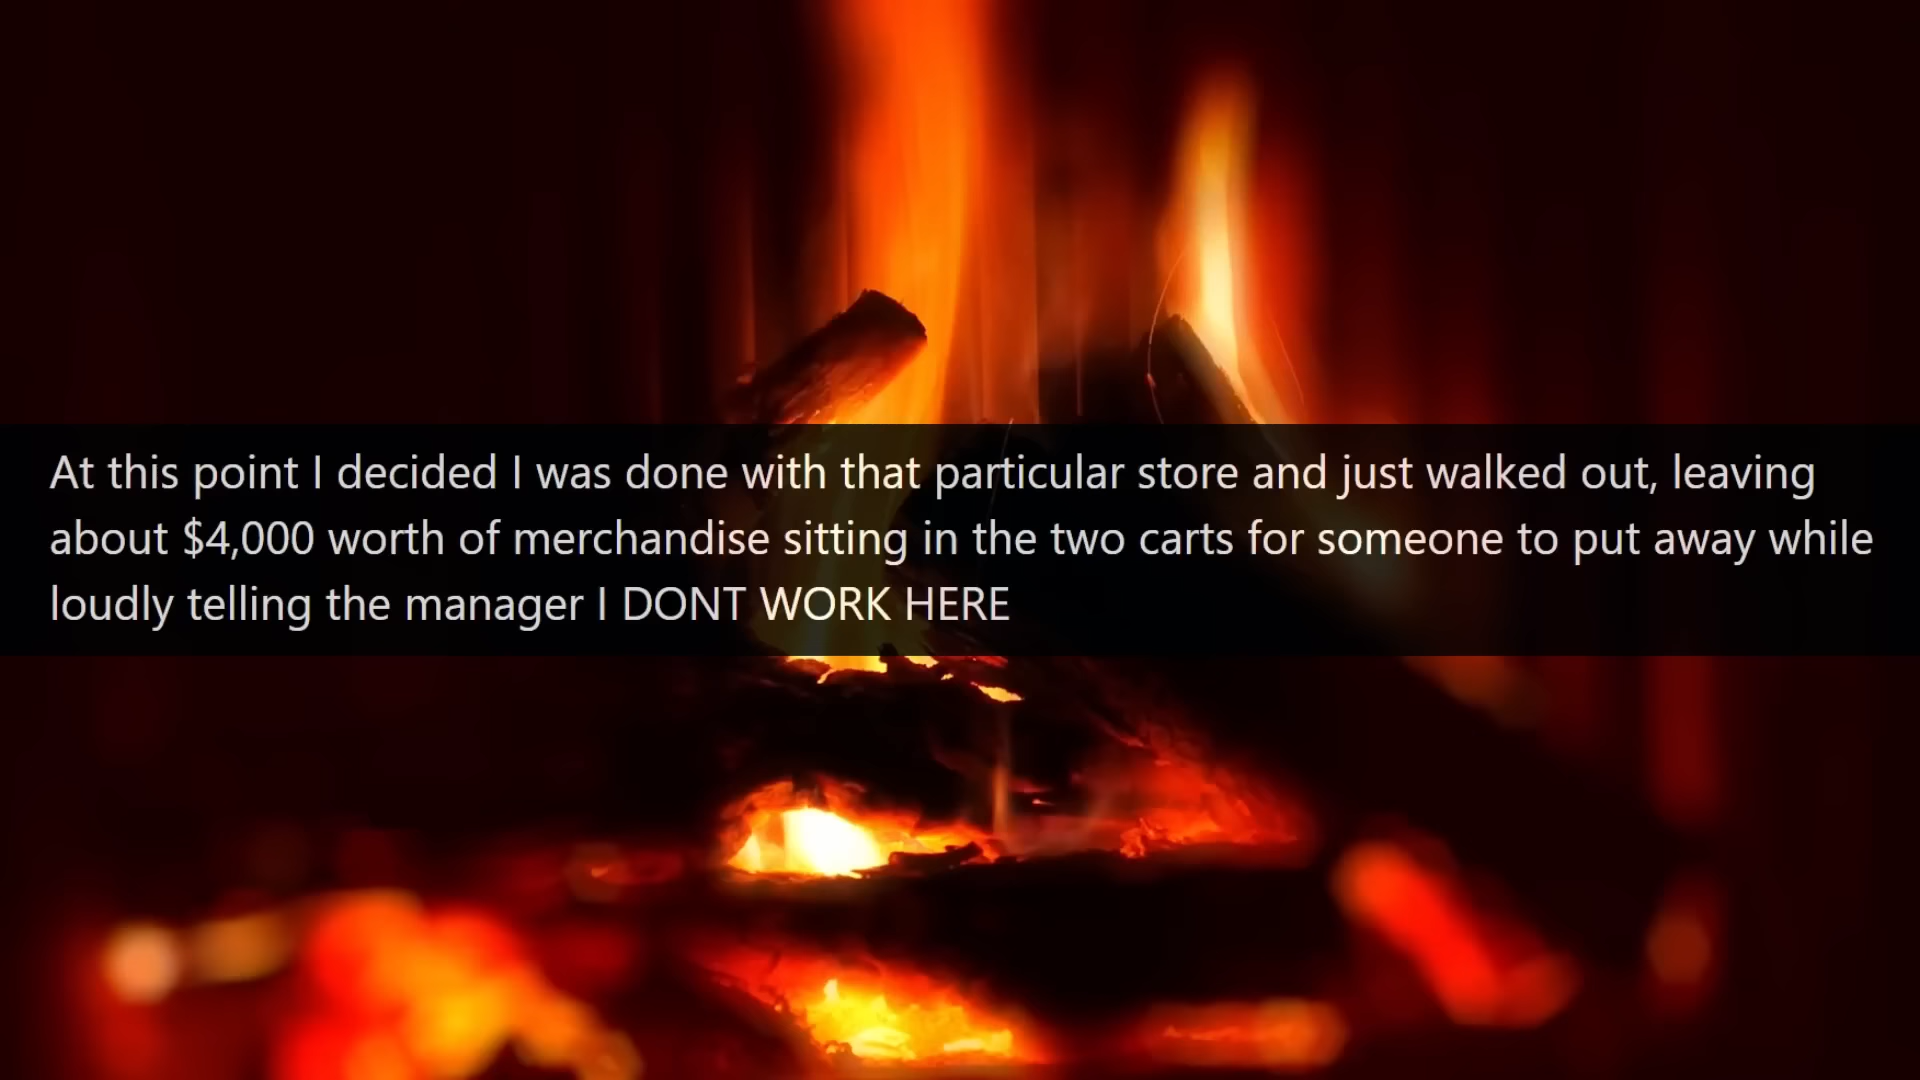 At this point I decided I was done with that particular store and just walked out, leaving
about $4,000 worth of merchandise sitting in the two carts for someone to put away while
loudly telling the manager I DONT WORK HERE